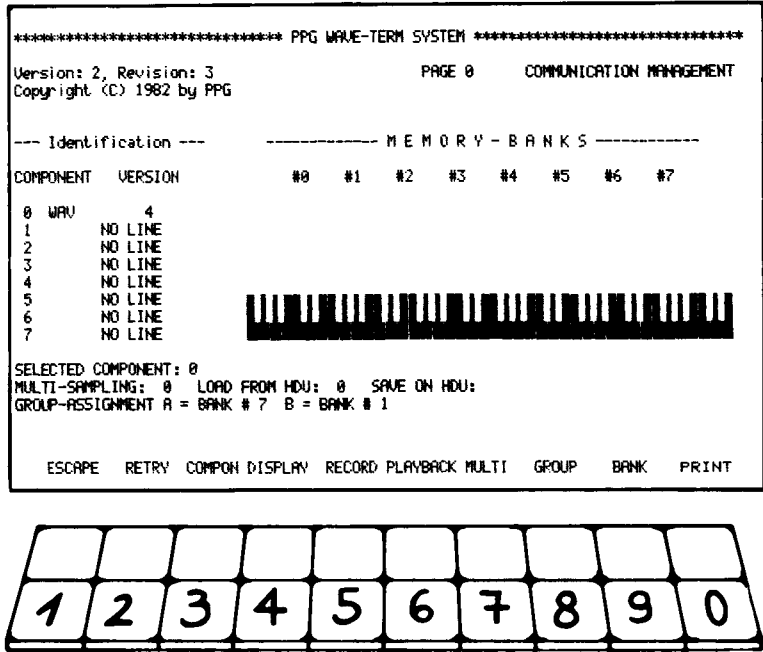 ******************************* PPG WAVE-TERM SYSTEM *******************************
Version: 2, Revision: 3 PAGE 0 COMMUNICATION MANAGEMENT
Copyright (C) 1982 by PPG
--- Identification --- ------------- M E M O R Y - B A N K S ------------
COMPONENT VERSION #0 #1 #2 #3 #4 #5 #6 #7
0 WAV 4
1 NO LINE
2 NO LINE
3 NO LINE
4 NO LINE
5 NO LINE
6 NO LINE
7 NO LINE
SELECTED COMPONENT: 0
MULTI-SAMPLING: 0 LOAD FROM HDU: 0 SAVE ON HDU:
GROUP-ASSIGNMENT A = BANK # 7 B = BANK # 1
ESCAPE RETRY COMPON DISPLAY RECORD PLAYBACK MULTI GROUP BANK PRINT
1 2 3 4 5 6 7 8 9 0